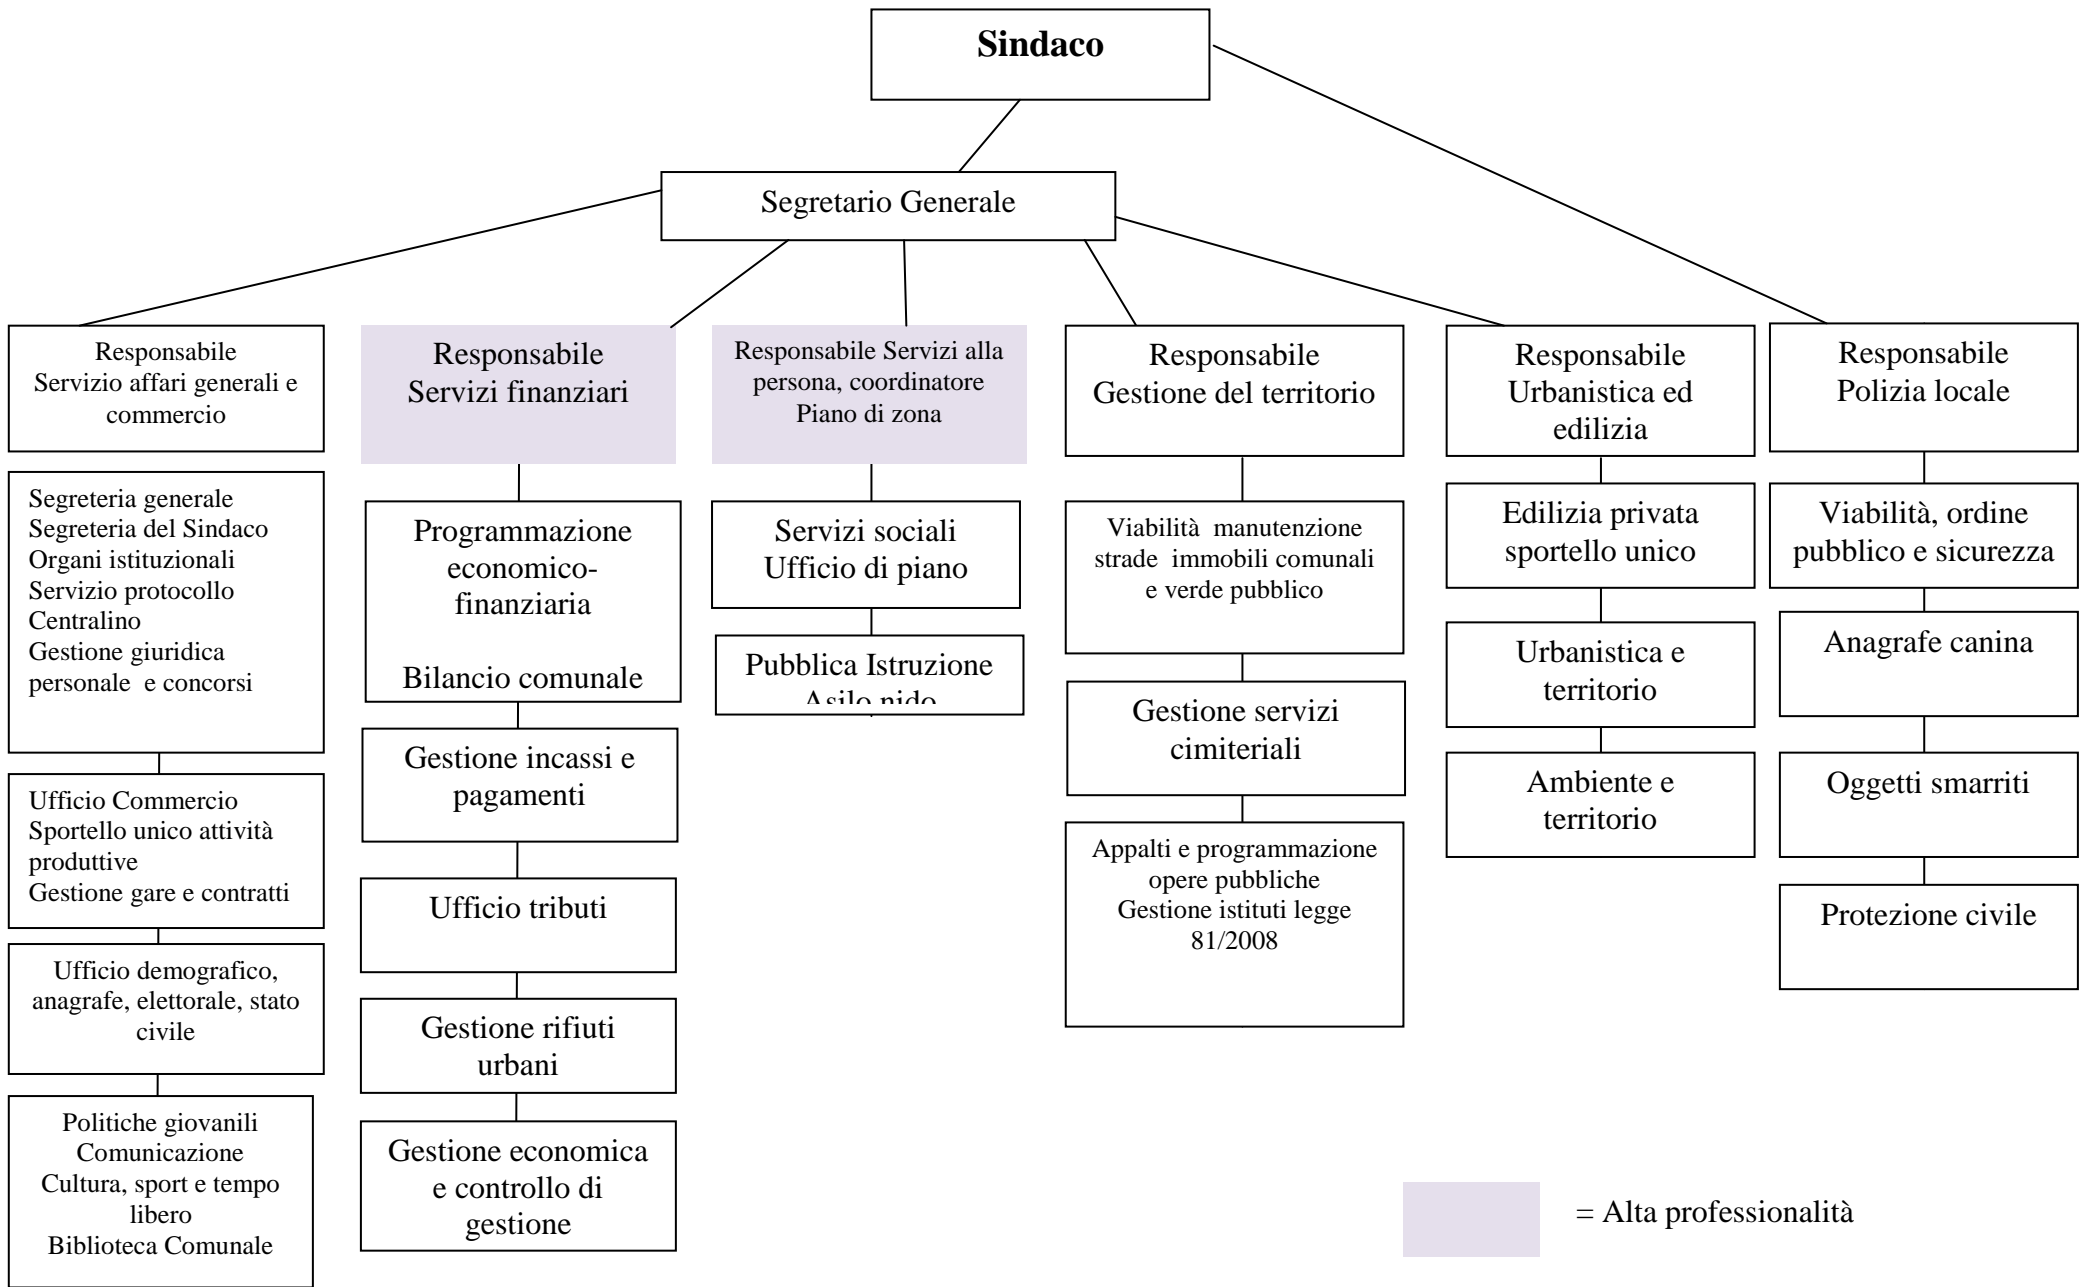 Sindaco
Segretario Generale
Responsabile
Servizio affari generali e
commercio
Segreteria generale
Segreteria del Sindaco
Organi istituzionali
Servizio protocollo
Centralino
Gestione giuridica
personale e concorsi
Ufficio Commercio
Sportello unico attività
produttive
Gestione gare e contratti
Ufficio demografico,
anagrafe, elettorale, stato
civile
Politiche giovanili
Comunicazione
Cultura, sport e tempo
libero
Biblioteca Comunale
Responsabile
Servizi finanziari
Programmazione
economico-
finanziaria
Bilancio comunale
Gestione incassi e
pagamenti
Ufficio tributi
Gestione rifiuti
urbani
Gestione economica
e controllo di
gestione
Responsabile Servizi alla
persona, coordinatore
Piano di zona
Servizi sociali
Ufficio di piano
Pubblica Istruzione
Asilo nido
Responsabile
Gestione del territorio
Viabilità manutenzione
strade immobili comunali
e verde pubblico
Gestione servizi
cimiteriali
Appalti e programmazione
opere pubbliche
Gestione istituti legge
81/2008
Responsabile
Urbanistica ed
edilizia
Edilizia privata
sportello unico
Urbanistica e
territorio
Ambiente e
territorio
Responsabile
Polizia locale
Viabilità, ordine
pubblico e sicurezza
Anagrafe canina
Oggetti smarriti
Protezione civile
= Alta professionalità